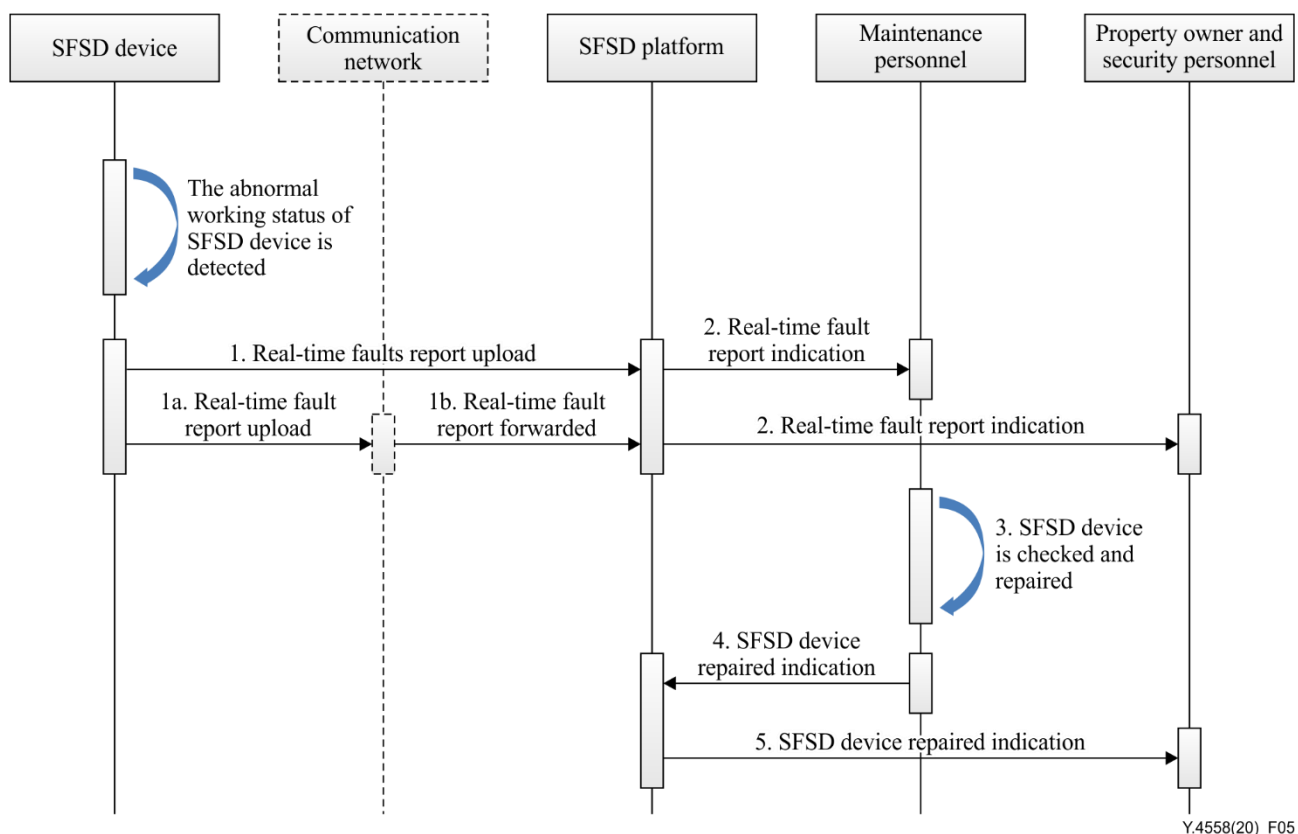 SFSD device
Communication
network
SFSD platform
Maintenance
personnel
Property owner and
security personnel
The abnormal
working status of
SFSD device is
detected
1. Real-time faults report upload
2. Real-time fault
report indication
1a. Real-time fault
report upload
1b. Real-time fault
report forwarded
2. Real-time fault report indication
3. SFSD device
is checked and
repaired
4. SFSD device
repaired indication
5. SFSD device repaired indication
Y.4558(20)_F05